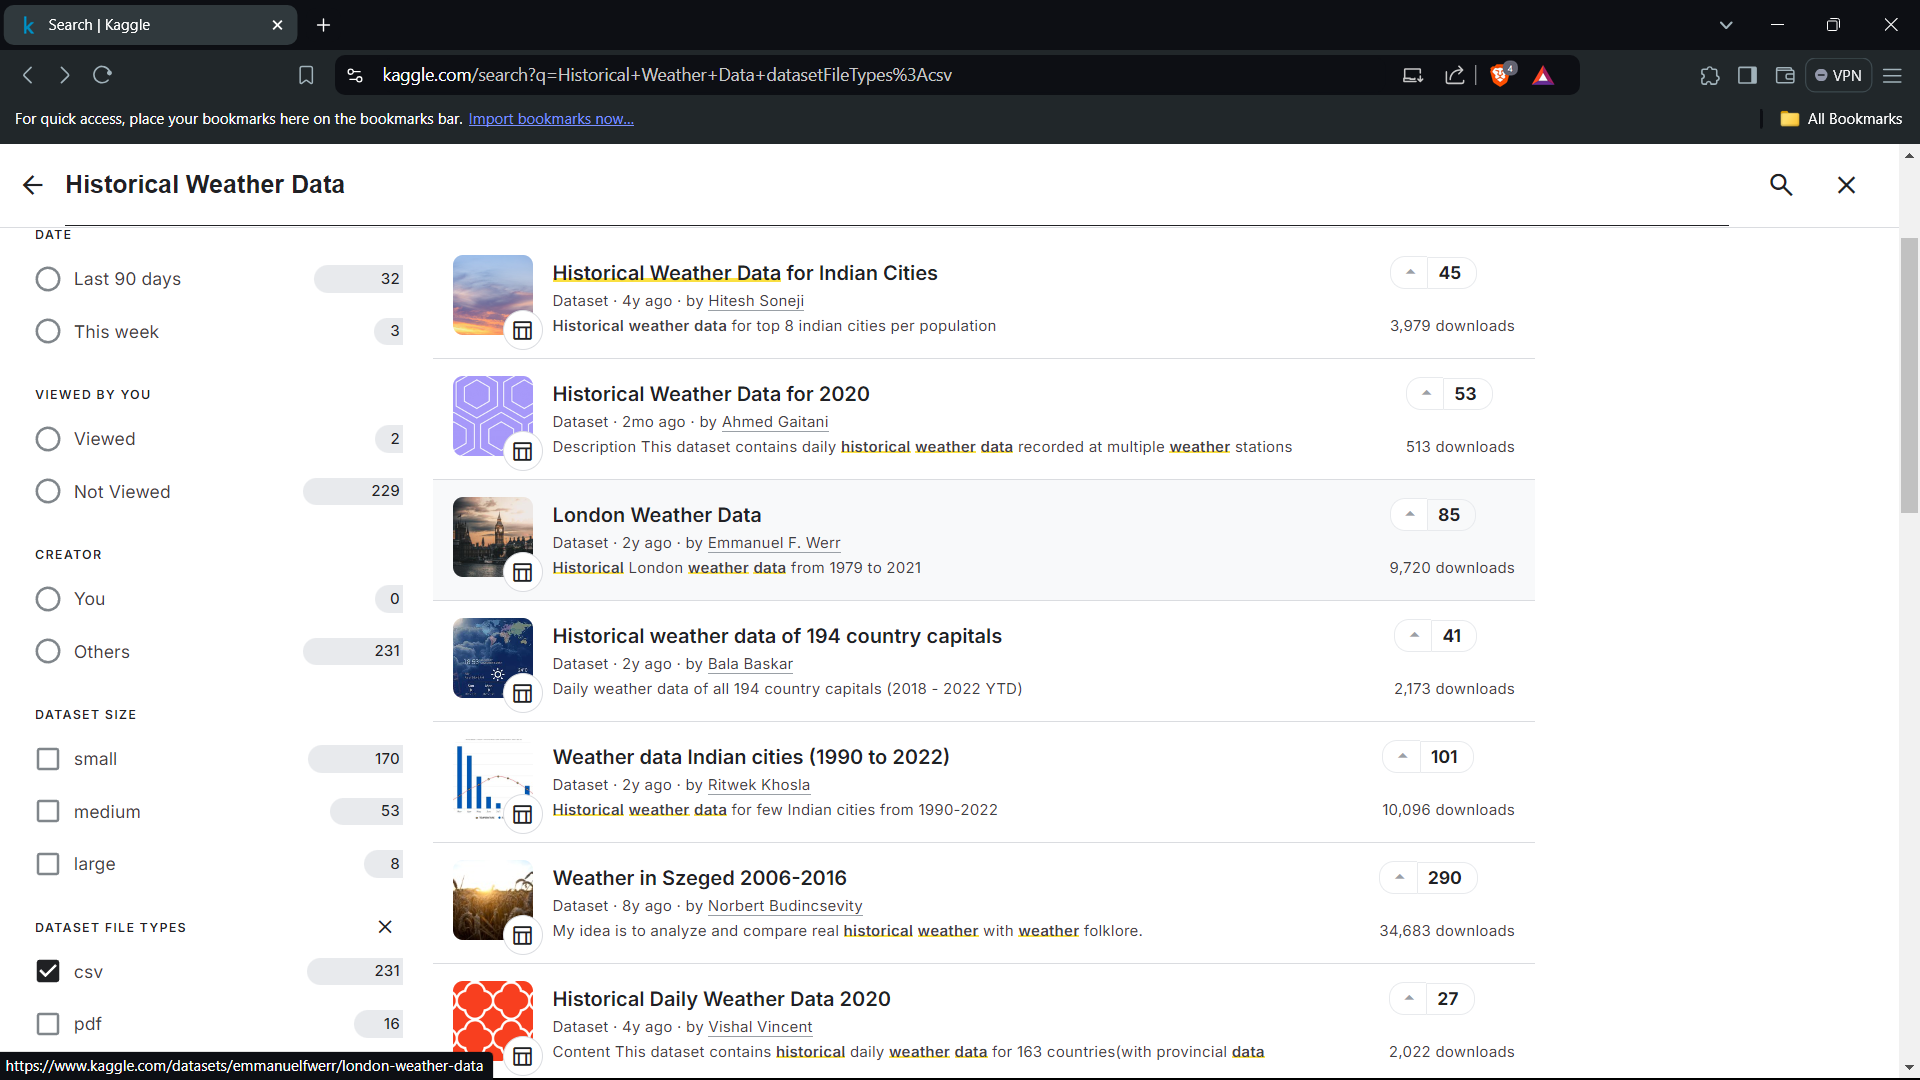 Search | Kaggle
kaggle.com/search?q=Historical+Weather+Data+datasetFileTypes%3Acsv
4
VPN
For quick access, place your bookmarks here on the bookmarks bar. Import bookmarks now...
All Bookmarks
Historical Weather Data
DATE
Last 90 days 32
This week 3
VIEWED BY YOU
Viewed 2
Not Viewed 229
CREATOR
You 0
Others 231
DATASET SIZE
small 170
medium 53
large 8
DATASET FILE TYPES
csv 231
pdf 16
Historical Weather Data for Indian Cities
45
Dataset · 4y ago · by Hitesh Soneji
Historical weather data for top 8 indian cities per population
3,979 downloads
Historical Weather Data for 2020
53
Dataset · 2mo ago · by Ahmed Gaitani
Description This dataset contains daily historical weather data recorded at multiple weather stations
513 downloads
London Weather Data
85
Dataset · 2y ago · by Emmanuel F. Werr
Historical London weather data from 1979 to 2021
9,720 downloads
Historical weather data of 194 country capitals
41
Dataset · 2y ago · by Bala Baskar
Daily weather data of all 194 country capitals (2018 - 2022 YTD)
2,173 downloads
Weather data Indian cities (1990 to 2022)
101
Dataset · 2y ago · by Ritwek Khosla
Historical weather data for few Indian cities from 1990-2022
10,096 downloads
Weather in Szeged 2006-2016
290
Dataset · 8y ago · by Norbert Budincsevity
My idea is to analyze and compare real historical weather with weather folklore.
34,683 downloads
Historical Daily Weather Data 2020
27
Dataset · 4y ago · by Vishal Vincent
Content This dataset contains historical daily weather data for 163 countries(with provincial data
2,022 downloads
https://www.kaggle.com/datasets/emmanuelfwerr/london-weather-data